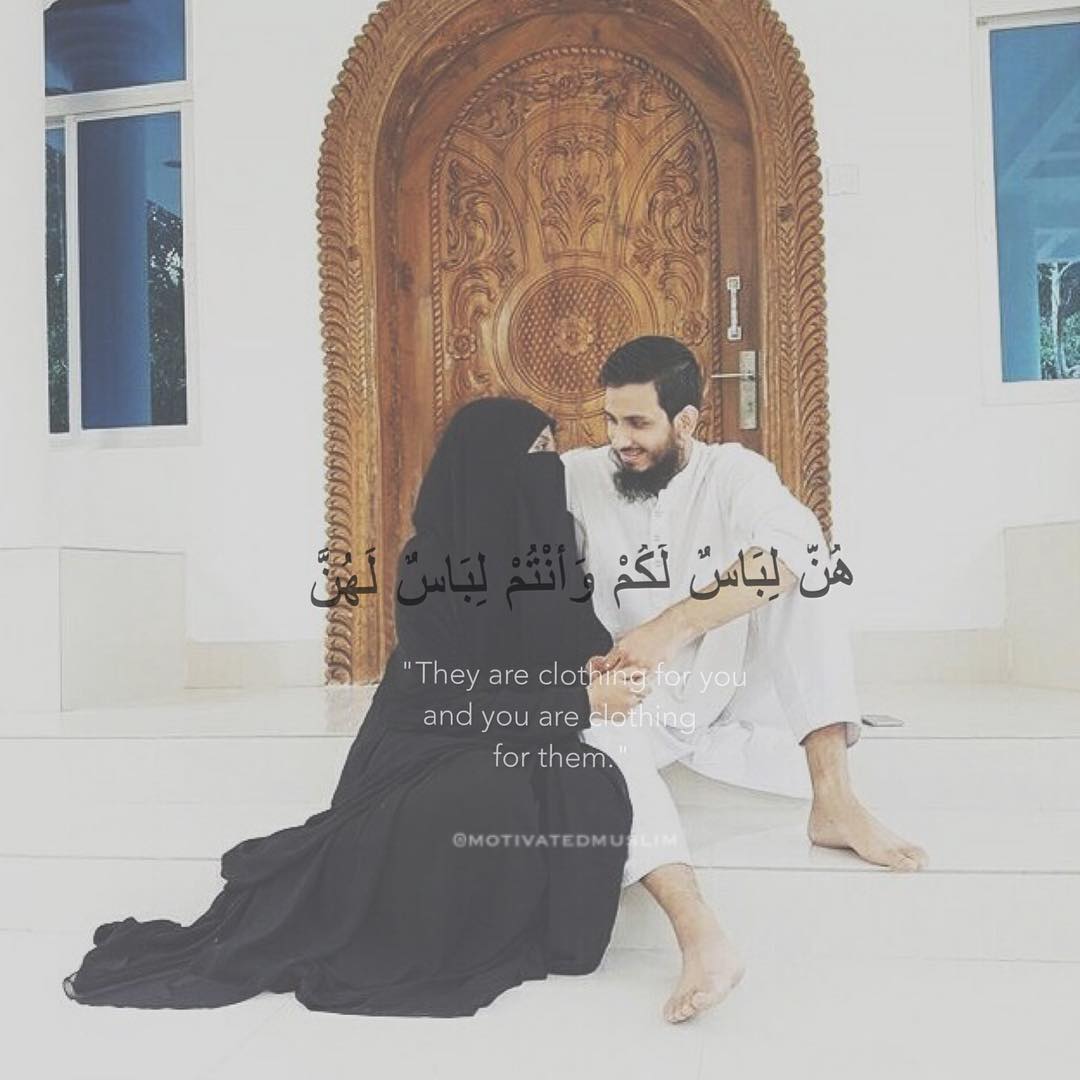 هُنّ لِبَاسٌ لَكُمْ وَأَنْتُمْ لِبَاسٌ لَهُنَّ
"They are clothing for you
and you are clothing
for them."
@MOTIVATEDMUSLIM